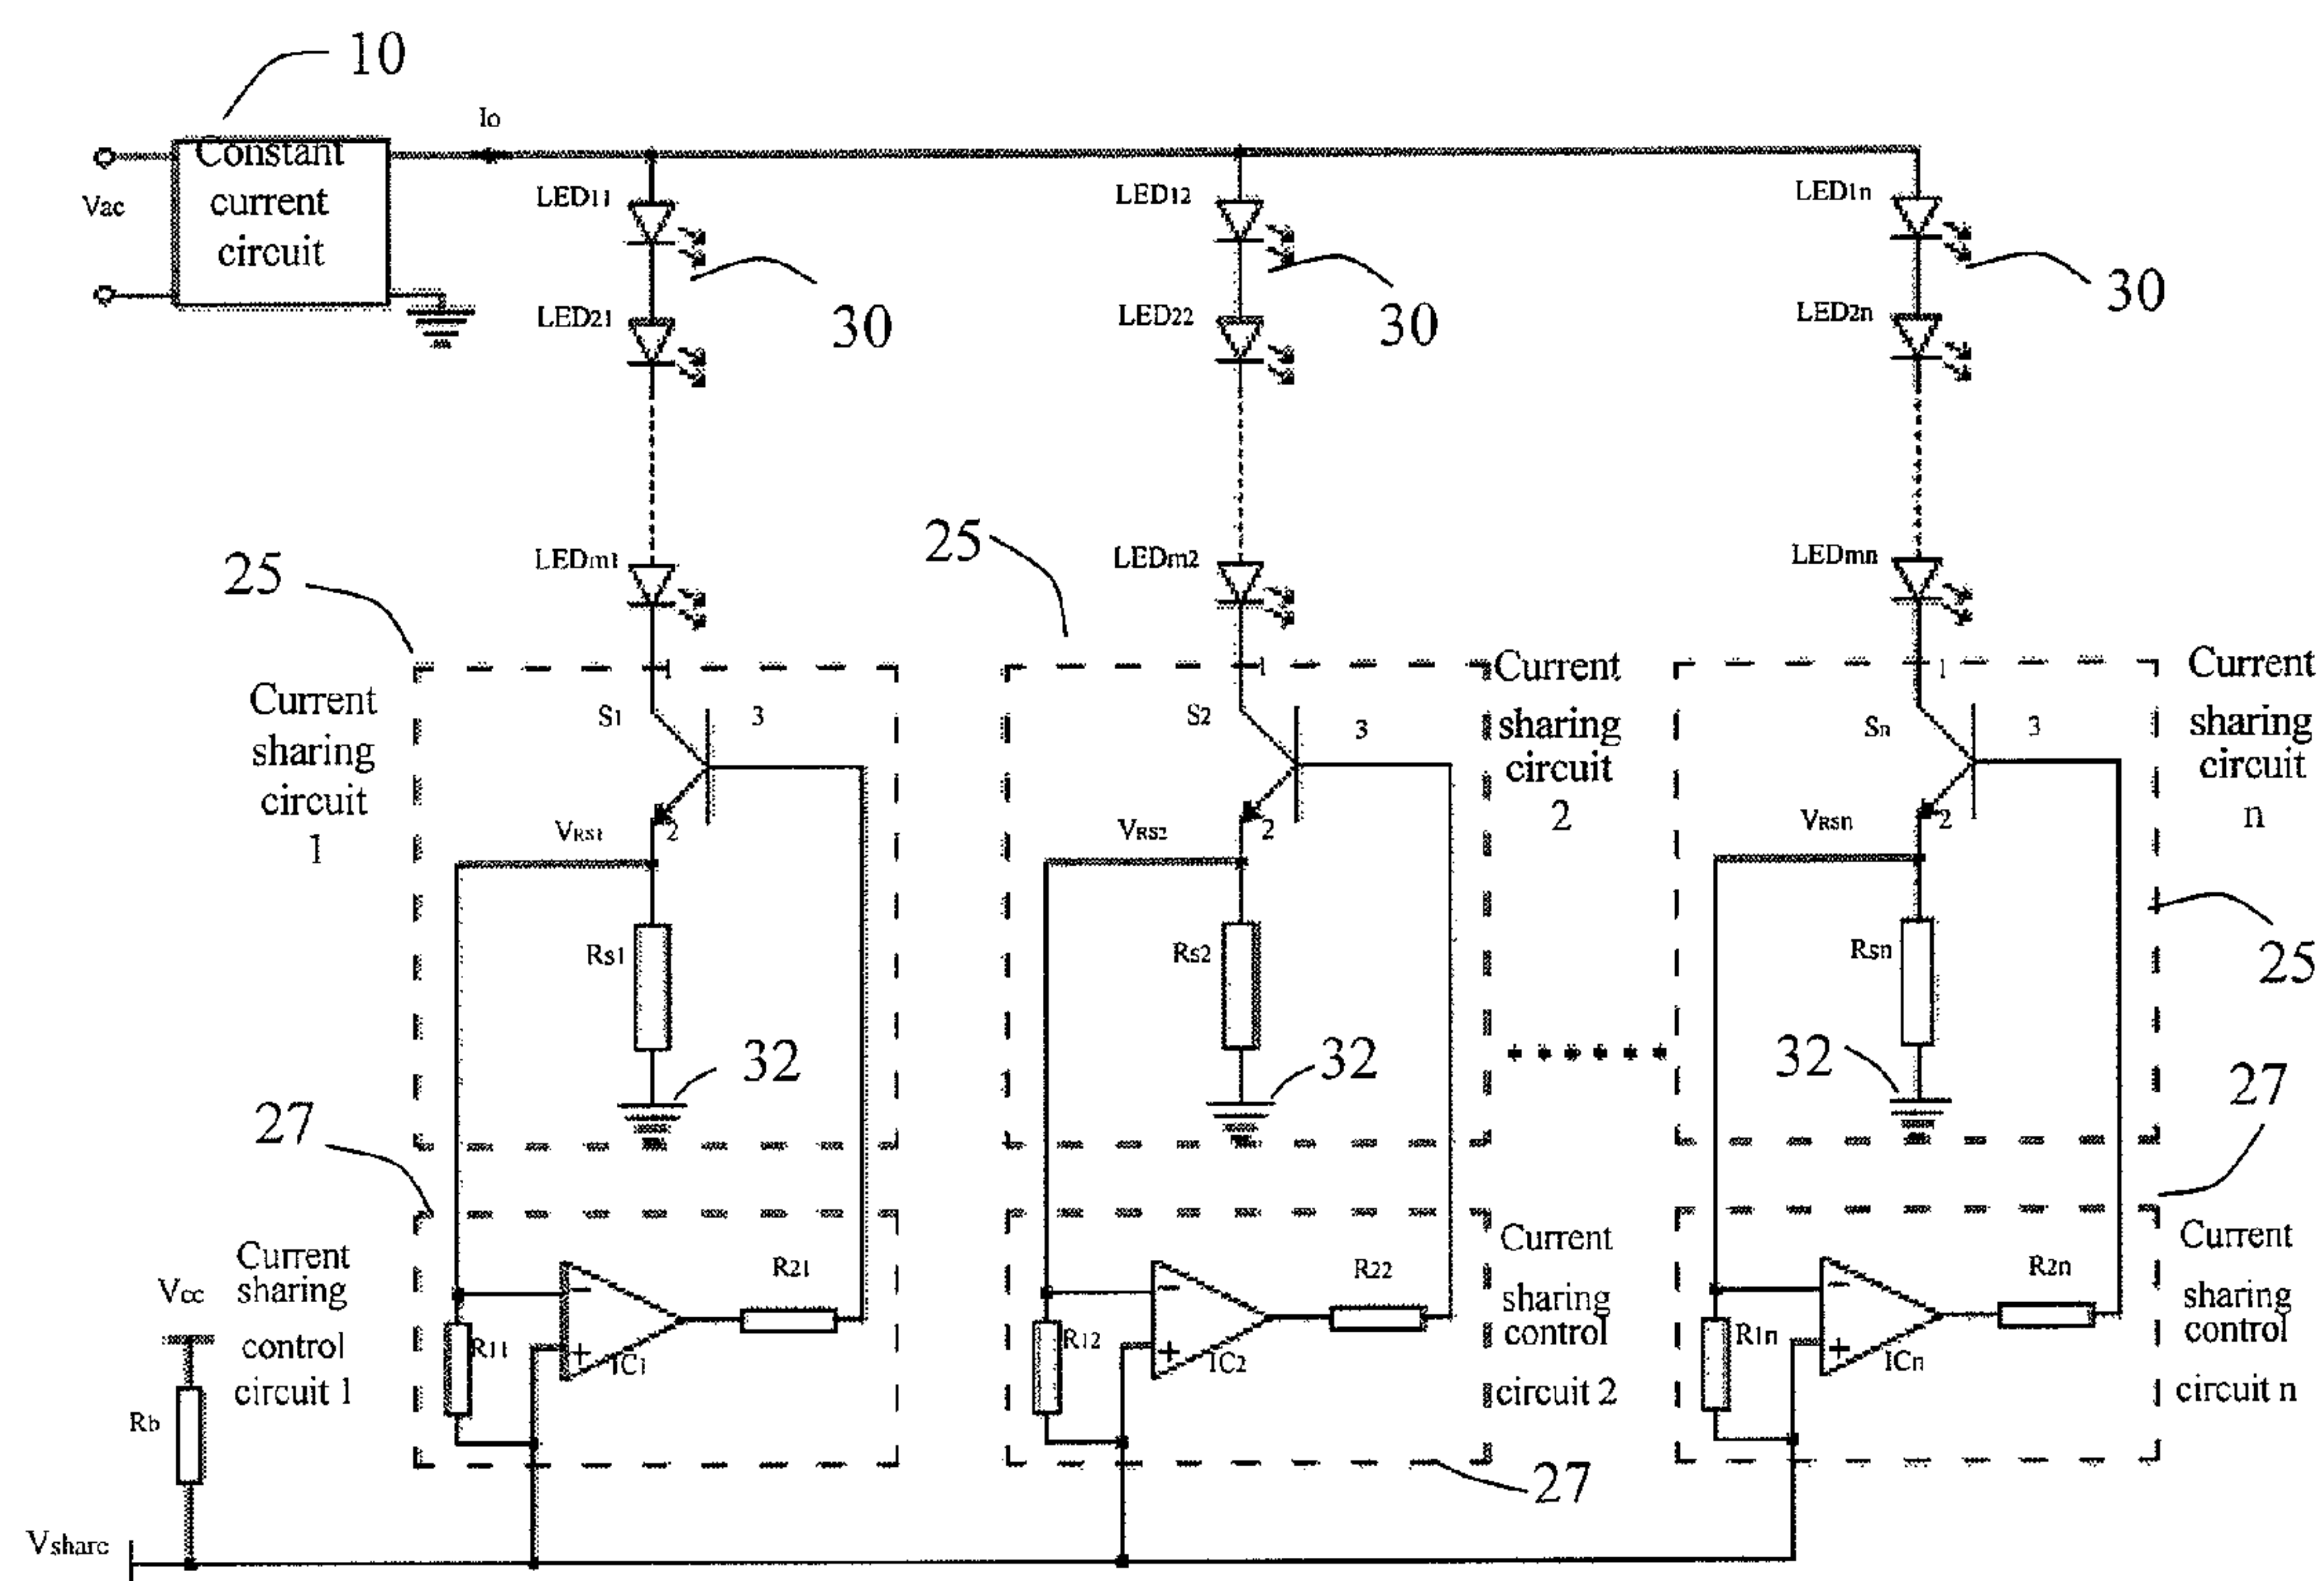 10
Io
Constant
current
circuit
Vac
LED11
LED12
LED1n
30
30
30
LED21
LED22
LED2n
LEDm1
LEDm2
LEDmn
25
25
Current
sharing
circuit
1
1
S1
3
2
VRS1
RS1
32
1
S2
3
2
VRS2
RS2
32
Current
sharing
circuit
2
1
Sn
3
2
VRSn
RSn
32
Current
sharing
circuit
n
25
27
27
Current
sharing
control
circuit 1
Vcc
Rb
R11
−
+
IC1
R21
R12
−
+
IC2
R22
Current
sharing
control
circuit 2
27
R1n
−
+
ICn
R2n
Current
sharing
control
circuit n
Vshare